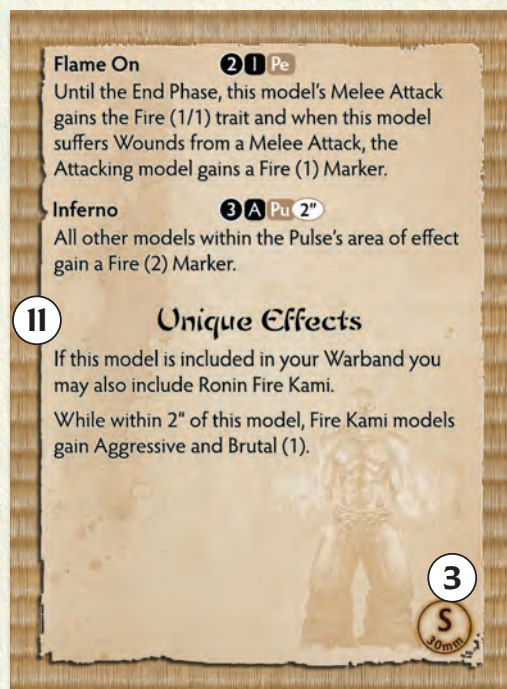 Flame On 2 I Pe
Until the End Phase, this model's Melee Attack
gains the Fire (1/1) trait and when this model
suffers Wounds from a Melee Attack, the
Attacking model gains a Fire (1) Marker.
Inferno 3 A Pu 2"
All other models within the Pulse's area of effect
gain a Fire (2) Marker.
11
Unique Effects
If this model is included in your Warband you
may also include Ronin Fire Kami.
While within 2" of this model, Fire Kami models
gain Aggressive and Brutal (1).
3
S
30mm